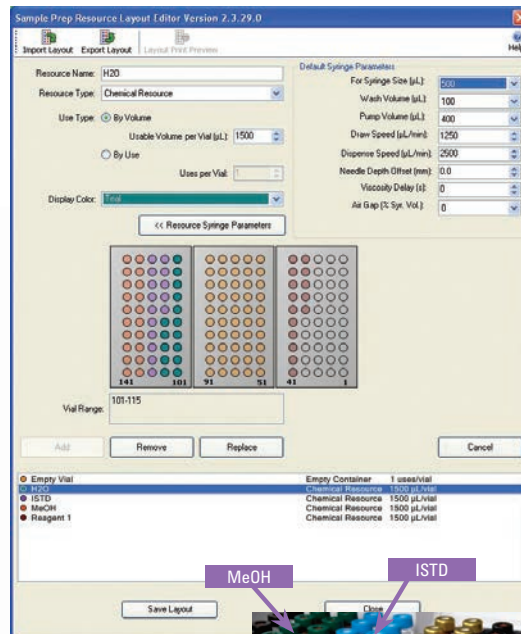 Sample Prep Resource Layout Editor Version 2.3.29.0
Import Layout Export Layout Layout Print Preview Help
Resource Name: H2O
Resource Type: Chemical Resource
Use Type: By Volume
Usable Volume per Vial (µL): 1500
By Use
Uses per Vial: 1
Display Color: Teal
<< Resource Syringe Parameters
Default Syringe Parameters
For Syringe Size (µL): 500
Wash Volume (µL): 100
Pump Volume (µL): 400
Draw Speed (µL/min): 1250
Dispense Speed (µL/min): 2500
Needle Depth Offset (mm): 0.0
Viscosity Delay (s): 0
Air Gap (% Syr. Vol.): 0
141 101 91 51 41 1
Vial Range: 101-115
Add Remove Replace Cancel
Empty Vial Empty Container 1 uses/vial
H2O Chemical Resource 1500 µL/vial
ISTD Chemical Resource 1500 µL/vial
MeOH Chemical Resource 1500 µL/vial
Reagent 1 Chemical Resource 1500 µL/vial
MeOH ISTD
Save Layout Close